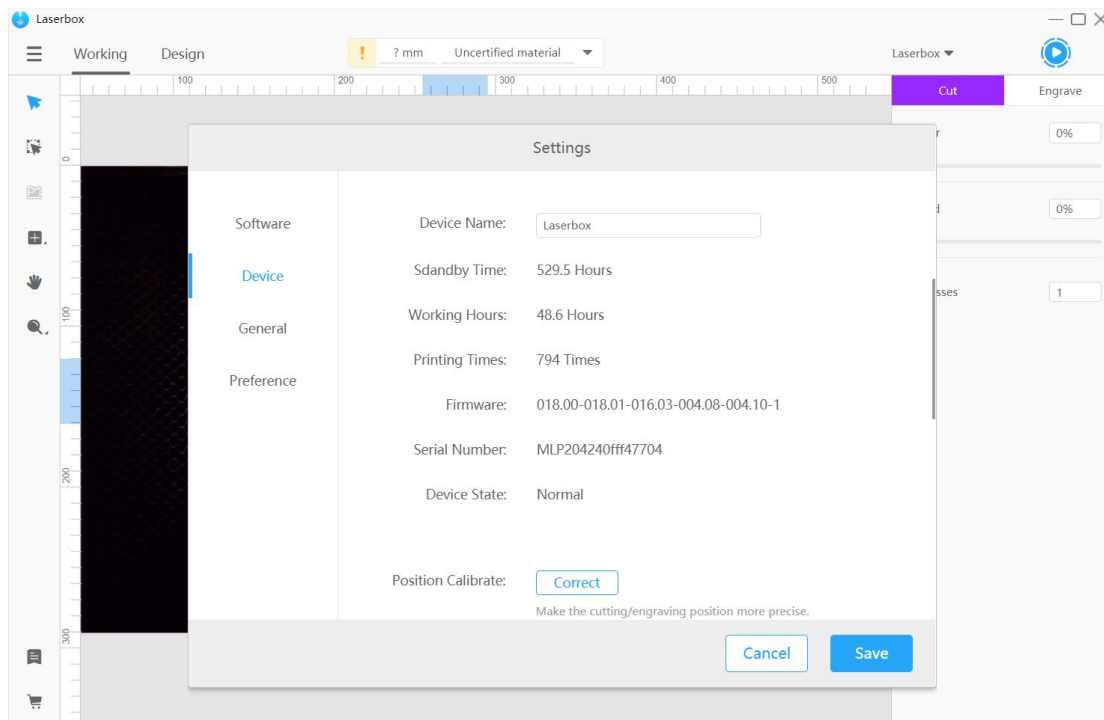 Laserbox
Working Design ! ? mm Uncertified material Laserbox
100 200 300 400 500
Cut Engrave
Settings
r 0%
0
Software
Device Name: Laserbox
d 0%
Device
Sdandby Time: 529.5 Hours
sses 1
100
Working Hours: 48.6 Hours
General
Printing Times: 794 Times
Preference
Firmware: 018.00-018.01-016.03-004.08-004.10-1
Serial Number: MLP204240fff47704
200
Device State: Normal
Position Calibrate: Correct
Make the cutting/engraving position more precise.
300
Cancel Save